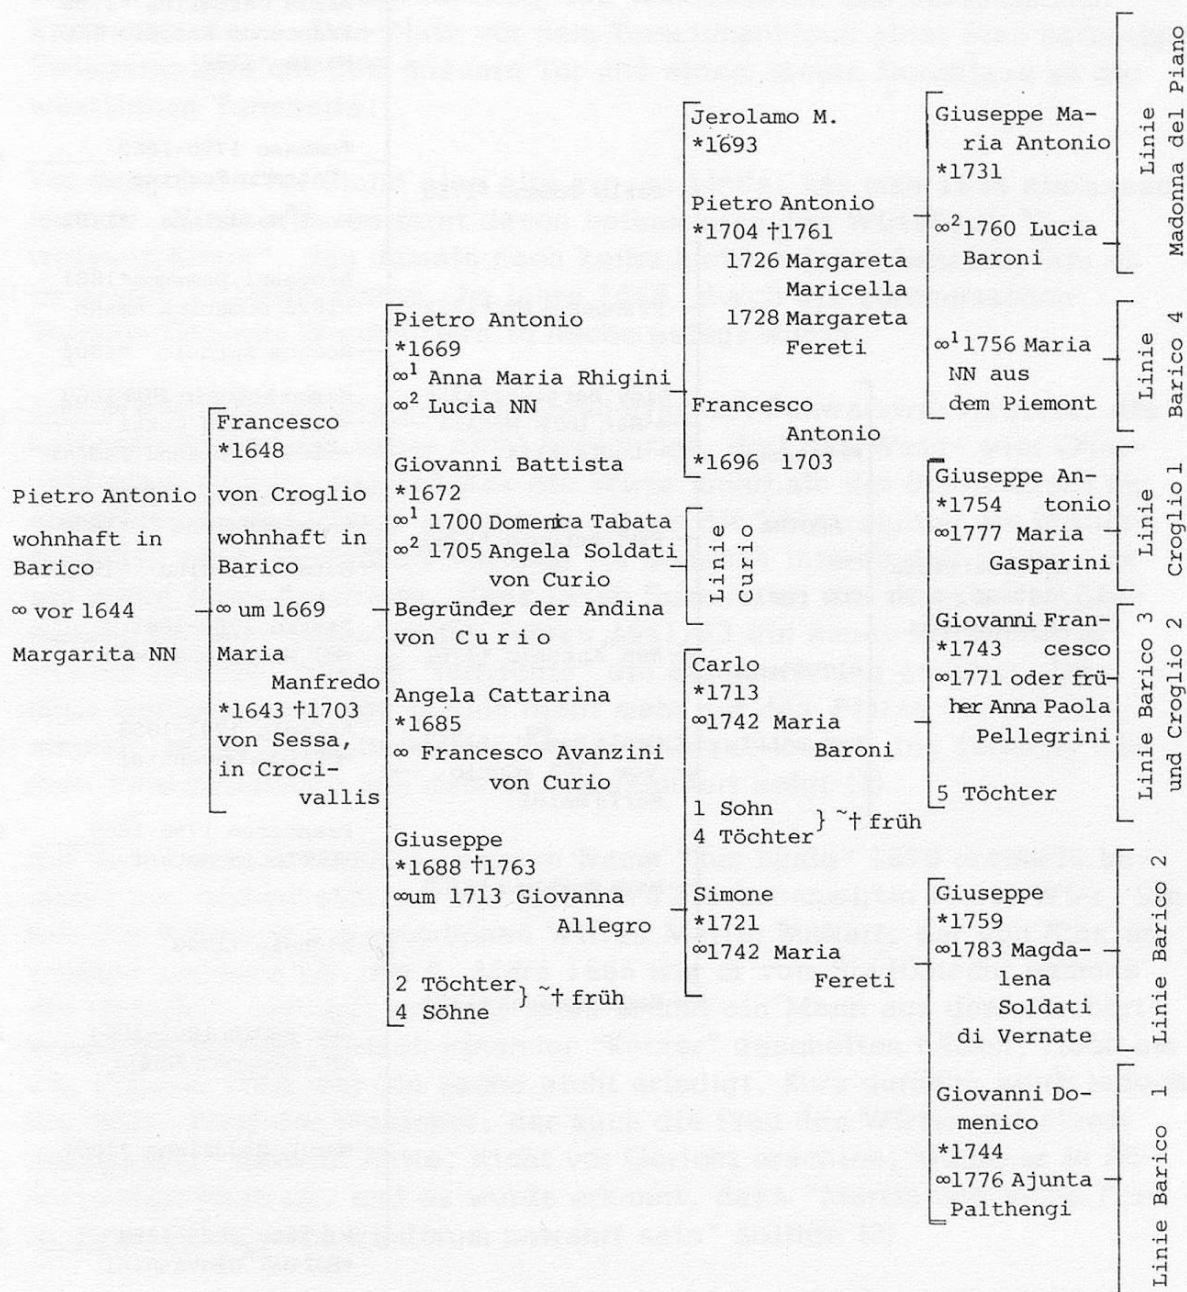 Pietro Antonio
wohnhaft in
Barico
∞ vor 1644
Margarita NN
Francesco
*1648
von Croglio
wohnhaft in
Barico
∞ um 1669
Maria
Manfredo
*1643 †1703
von Sessa,
in Croci-
vallis
Pietro Antonio
*1669
∞1 Anna Maria Rhigini
∞2 Lucia NN
Giovanni Battista
*1672
∞1 1700 Domenica Tabata
∞2 1705 Angela Soldati
von Curio
Begründer der Andina
von Curio
Angela Cattarina
*1685
∞ Francesco Avanzini
von Curio
Giuseppe
*1688 †1763
∞um 1713 Giovanna
Allegro
2 Töchter
4 Söhne } ~† früh
Jerolamo M.
*1693
Pietro Antonio
*1704 †1761
1726 Margareta
Maricella
1728 Margareta
Fereti
Francesco
Antonio
*1696 1703
Linie
Curio
Carlo
*1713
∞1742 Maria
Baroni
1 Sohn
4 Töchter } ~† früh
Simone
*1721
∞1742 Maria
Fereti
Giuseppe Ma-
ria Antonio
*1731
∞2 1760 Lucia
Baroni
∞1 1756 Maria
NN aus
dem Piemont
Giuseppe An-
*1754 tonio
∞1777 Maria
Gasparini
Giovanni Fran-
*1743 cesco
∞1771 oder frü-
her Anna Paola
Pellegrini
5 Töchter
Giuseppe
*1759
∞1783 Magda-
lena
Soldati
di Vernate
Giovanni Do-
menico
*1744
∞1776 Ajunta
Palthengi
Linie
Madonna del Piano
Linie
Barico 4
Linie
Croglio 1
Linie Barico 3
und Croglio 2
Linie Barico 2
Linie Barico 1